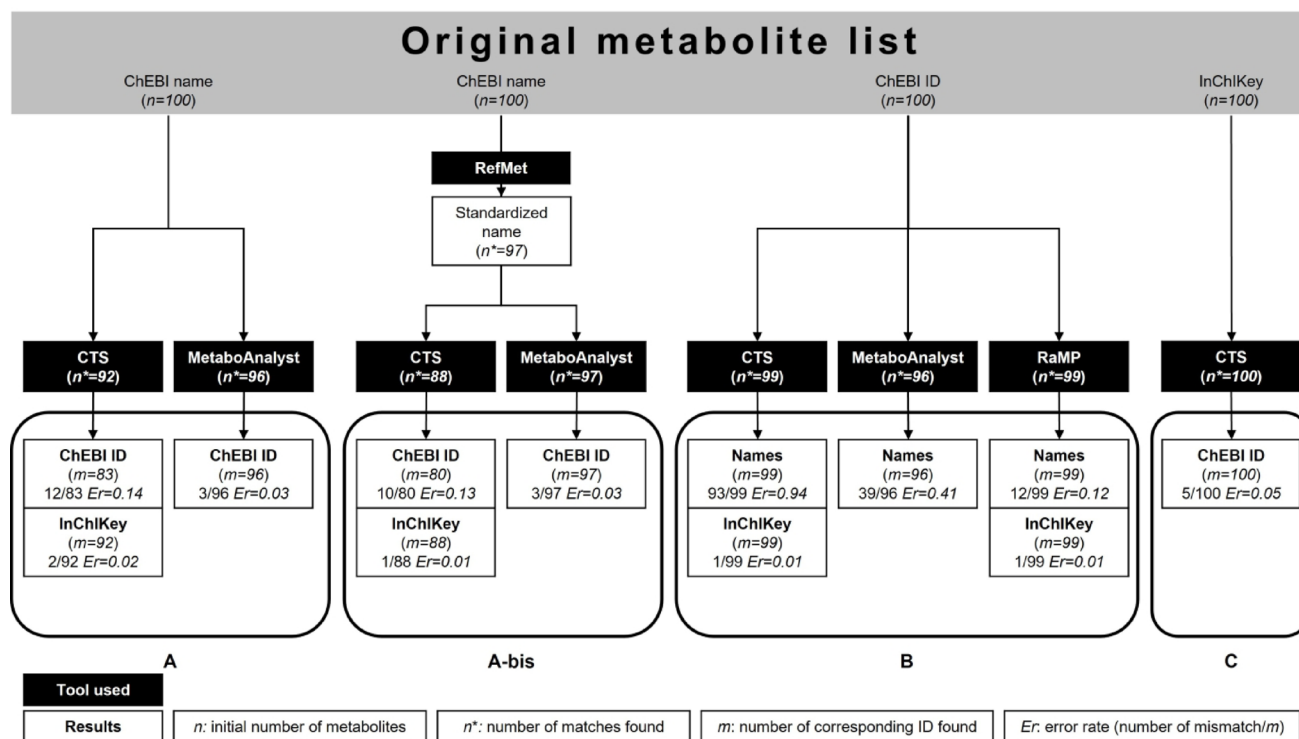 Original metabolite list
ChEBI name
(n=100)
ChEBI name
(n=100)
ChEBI ID
(n=100)
InChIKey
(n=100)
RefMet
Standardized
name
(n*=97)
CTS
(n*=92)
MetaboAnalyst
(n*=96)
CTS
(n*=88)
MetaboAnalyst
(n*=97)
CTS
(n*=99)
MetaboAnalyst
(n*=96)
RaMP
(n*=99)
CTS
(n*=100)
ChEBI ID
(m=83)
12/83 Er=0.14
InChIKey
(m=92)
2/92 Er=0.02
ChEBI ID
(m=96)
3/96 Er=0.03
ChEBI ID
(m=80)
10/80 Er=0.13
InChIKey
(m=88)
1/88 Er=0.01
ChEBI ID
(m=97)
3/97 Er=0.03
Names
(m=99)
93/99 Er=0.94
InChIKey
(m=99)
1/99 Er=0.01
Names
(m=96)
39/96 Er=0.41
Names
(m=99)
12/99 Er=0.12
InChIKey
(m=99)
1/99 Er=0.01
ChEBI ID
(m=100)
5/100 Er=0.05
A
A-bis
B
C
Tool used
Results
n: initial number of metabolites
n*: number of matches found
m: number of corresponding ID found
Er: error rate (number of mismatch/m)